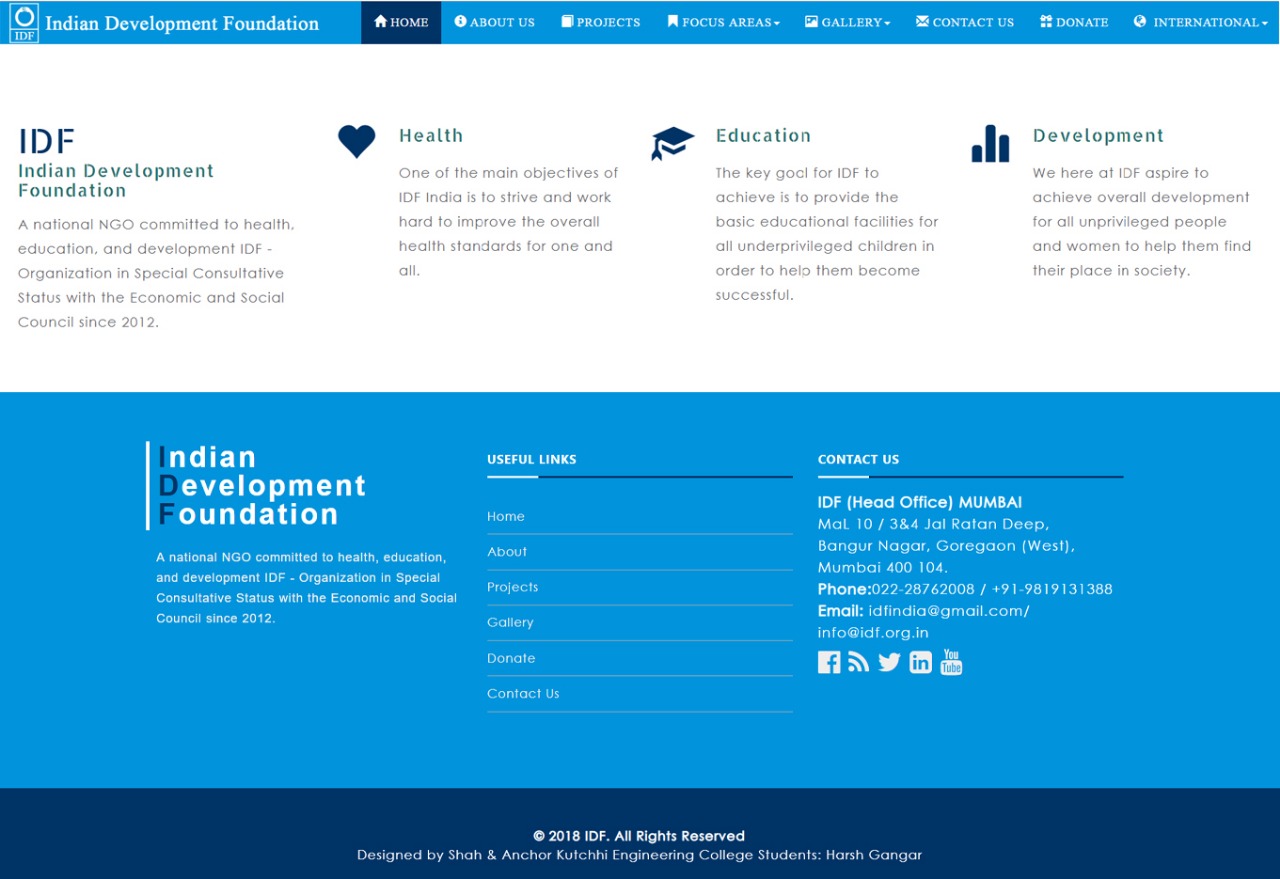 IDF
Indian Development Foundation
HOME
ABOUT US
PROJECTS
FOCUS AREAS
GALLERY
CONTACT US
DONATE
INTERNATIONAL
IDF
Indian Development
Foundation
A national NGO committed to health,
education, and development IDF -
Organization in Special Consultative
Status with the Economic and Social
Council since 2012.
Health
One of the main objectives of
IDF India is to strive and work
hard to improve the overall
health standards for one and
all.
Education
The key goal for IDF to
achieve is to provide the
basic educational facilities for
all underprivileged children in
order to help them become
successful.
Development
We here at IDF aspire to
achieve overall development
for all unprivileged people
and women to help them find
their place in society.
Indian
Development
Foundation
A national NGO committed to health, education,
and development IDF - Organization in Special
Consultative Status with the Economic and Social
Council since 2012.
USEFUL LINKS
Home
About
Projects
Gallery
Donate
Contact Us
CONTACT US
IDF (Head Office) MUMBAI
MaL 10 / 3&4 Jal Ratan Deep,
Bangur Nagar, Goregaon (West),
Mumbai 400 104.
Phone:022-28762008 / +91-9819131388
Email: idfindia@gmail.com/
info@idf.org.in
You
Tube
© 2018 IDF. All Rights Reserved
Designed by Shah & Anchor Kutchhi Engineering College Students: Harsh Gangar